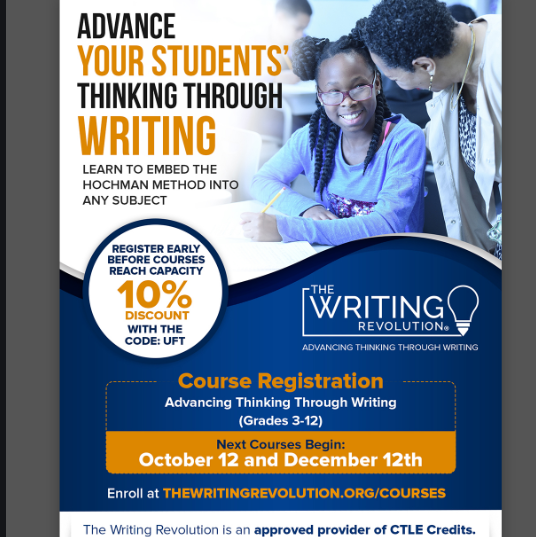 ADVANCE
YOUR STUDENTS'
THINKING THROUGH
WRITING
LEARN TO EMBED THE
HOCHMAN METHOD INTO
ANY SUBJECT
REGISTER EARLY
BEFORE COURSES
REACH CAPACITY
10%
DISCOUNT
WITH THE
CODE: UFT
THE
WRITING
REVOLUTION®
ADVANCING THINKING THROUGH WRITING
Course Registration
Advancing Thinking Through Writing
(Grades 3-12)
Next Courses Begin:
October 12 and December 12th
Enroll at THEWRITINGREVOLUTION.ORG/COURSES
The Writing Revolution is an approved provider of CTLE Credits.